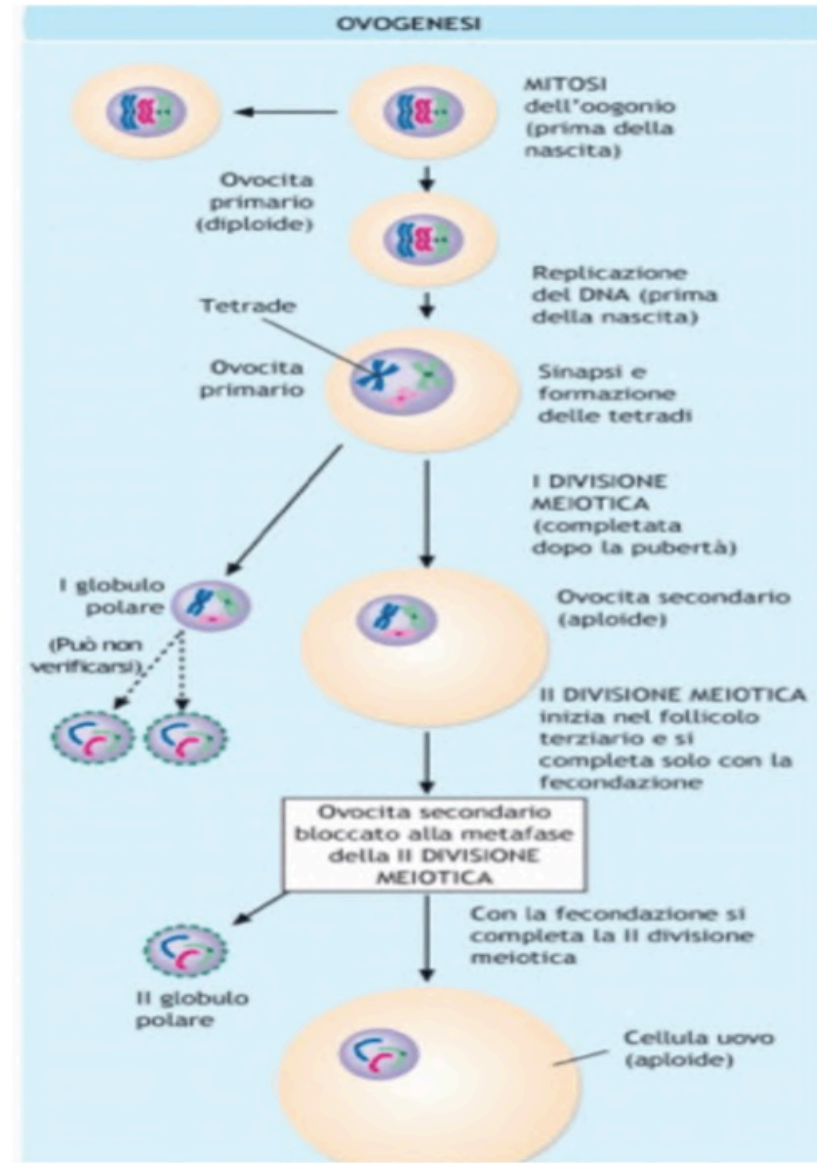 OVOGENESI
MITOSI
dell'oogonio
(prima della
nascita)
Ovocita
primario
(diploide)
Replicazione
del DNA (prima
della nascita)
Tetrade
Ovocita
primario
Sinapsi e
formazione
delle tetradi
I DIVISIONE
MEIOTICA
(completata
dopo la pubertà)
I globulo
polare
(Può non
verificarsi)
Ovocita secondario
(aploide)
II DIVISIONE MEIOTICA
inizia nel follicolo
terziario e si
completa solo con la
fecondazione
Ovocita secondario
bloccato alla metafase
della II DIVISIONE
MEIOTICA
Con la fecondazione si
completa la II divisione
meiotica
II globulo
polare
Cellula uovo
(aploide)